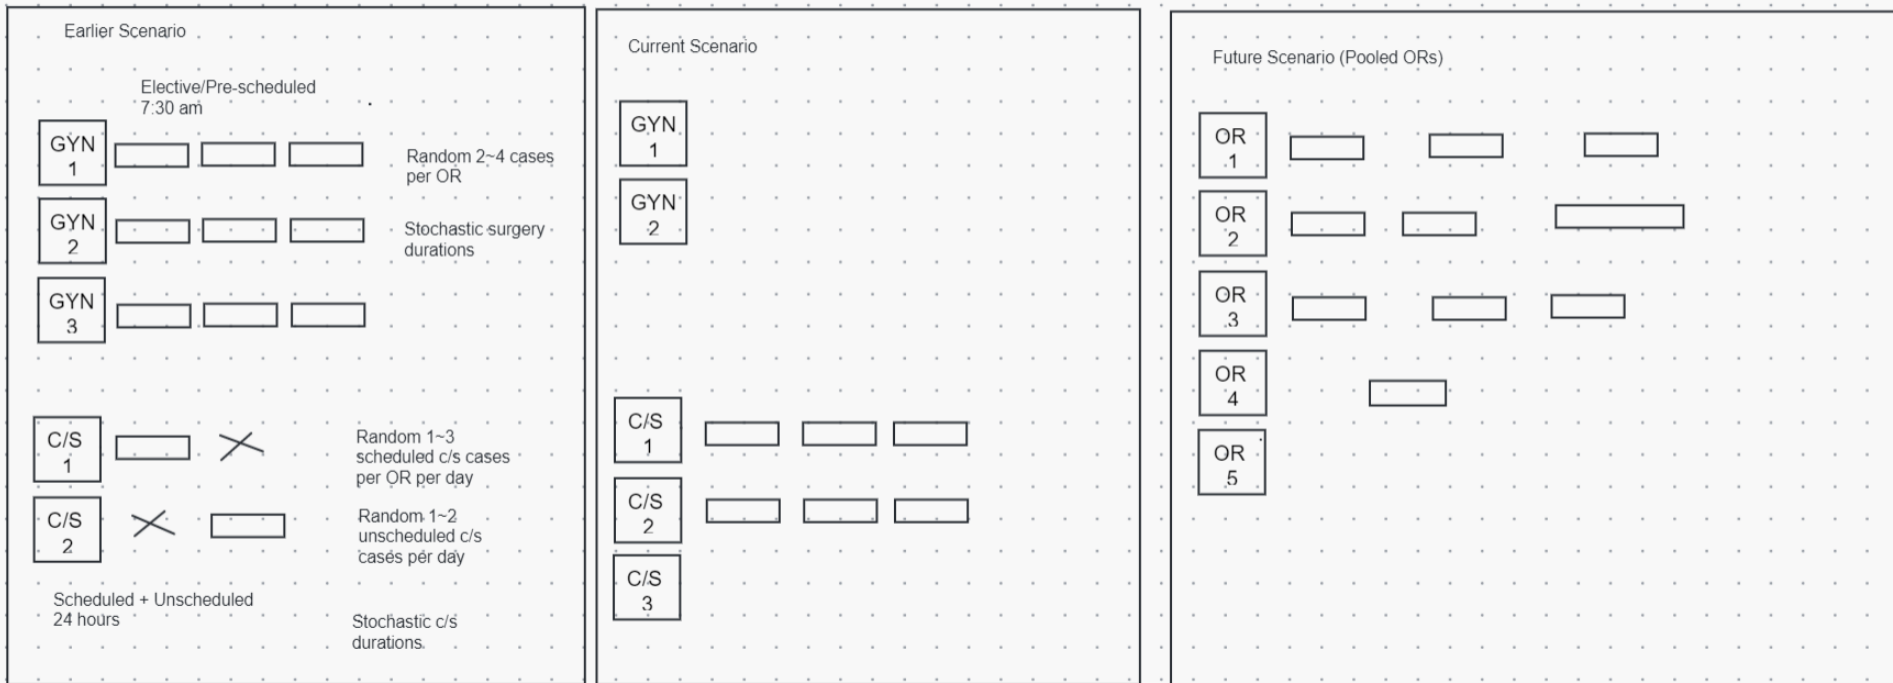 Earlier Scenario
Elective/Pre-scheduled
7:30 am
GYN
1
GYN
2
GYN
3
Random 2~4 cases
per OR
Stochastic surgery
durations
C/S
1
C/S
2
Random 1~3
scheduled c/s cases
per OR per day
Random 1~2
unscheduled c/s
cases per day
Scheduled + Unscheduled
24 hours
Stochastic c/s
durations.
Current Scenario
GYN
1
GYN
2
C/S
1
C/S
2
C/S
3
Future Scenario (Pooled ORs)
OR
1
OR
2
OR
3
OR
4
OR
5